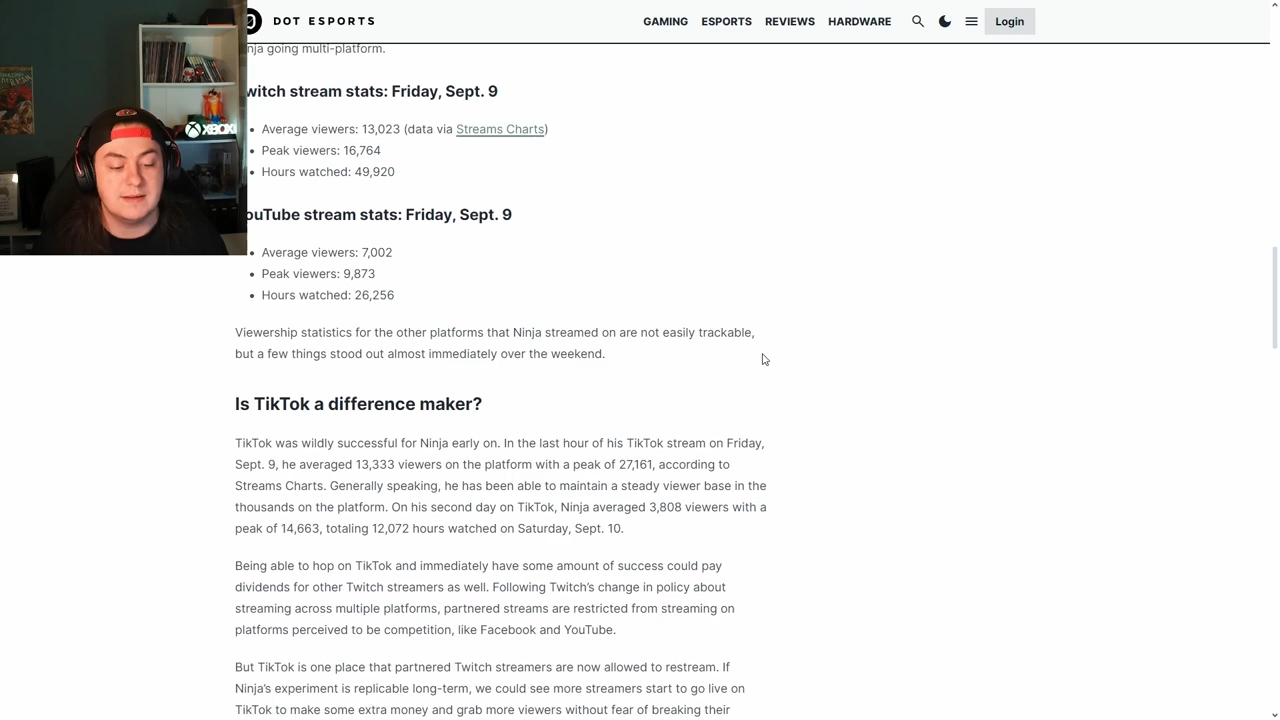 DOT ESPORTS
GAMING ESPORTS REVIEWS HARDWARE Login
nja going multi-platform.
witch stream stats: Friday, Sept. 9
• Average viewers: 13,023 (data via Streams Charts)
• Peak viewers: 16,764
• Hours watched: 49,920
ouTube stream stats: Friday, Sept. 9
• Average viewers: 7,002
• Peak viewers: 9,873
• Hours watched: 26,256
Viewership statistics for the other platforms that Ninja streamed on are not easily trackable,
but a few things stood out almost immediately over the weekend.
Is TikTok a difference maker?
TikTok was wildly successful for Ninja early on. In the last hour of his TikTok stream on Friday,
Sept. 9, he averaged 13,333 viewers on the platform with a peak of 27,161, according to
Streams Charts. Generally speaking, he has been able to maintain a steady viewer base in the
thousands on the platform. On his second day on TikTok, Ninja averaged 3,808 viewers with a
peak of 14,663, totaling 12,072 hours watched on Saturday, Sept. 10.
Being able to hop on TikTok and immediately have some amount of success could pay
dividends for other Twitch streamers as well. Following Twitch's change in policy about
streaming across multiple platforms, partnered streams are restricted from streaming on
platforms perceived to be competition, like Facebook and YouTube.
But TikTok is one place that partnered Twitch streamers are now allowed to restream. If
Ninja's experiment is replicable long-term, we could see more streamers start to go live on
TikTok to make some extra money and grab more viewers without fear of breaking their
XBOX